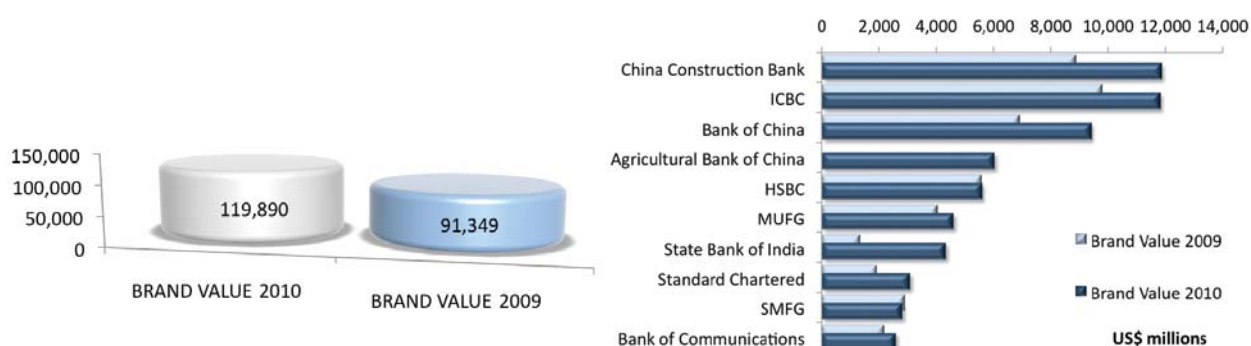 150,000
100,000
50,000
0
119,890
91,349
BRAND VALUE 2010
BRAND VALUE 2009
0 2,000 4,000 6,000 8,000 10,000 12,000 14,000
China Construction Bank
ICBC
Bank of China
Agricultural Bank of China
HSBC
MUFG
State Bank of India
Standard Chartered
SMFG
Bank of Communications
Brand Value 2009
Brand Value 2010
US$ millions